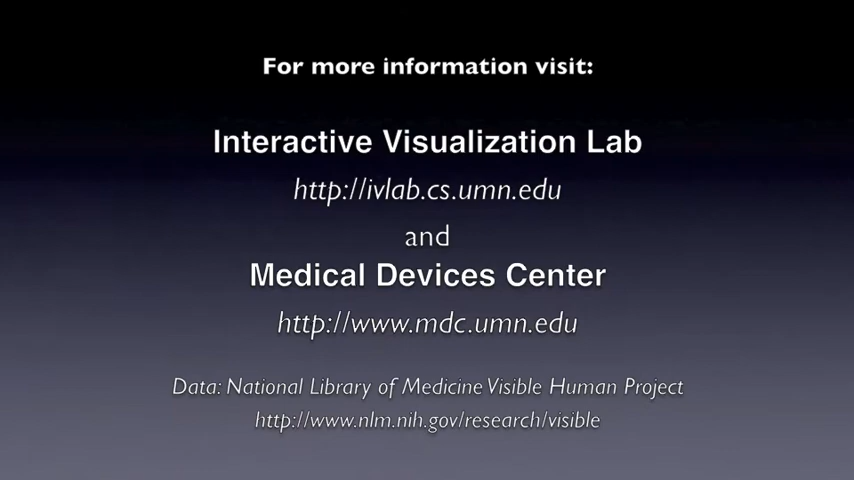 For more information visit:
Interactive Visualization Lab
http://ivlab.cs.umn.edu
and
Medical Devices Center
http://www.mdc.umn.edu
Data: National Library of Medicine Visible Human Project
http://www.nlm.nih.gov/research/visible